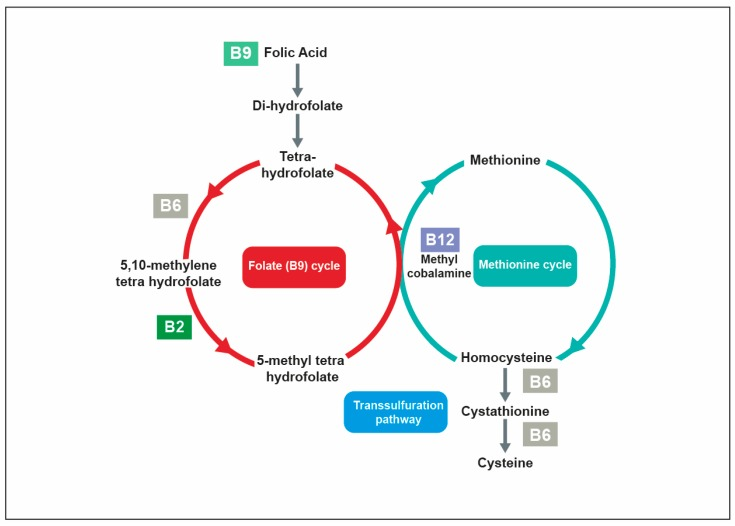 B9 Folic Acid
Di-hydrofolate
Tetra-
hydrofolate
Methionine
B6
B12
Methyl
cobalamine
Folate (B9) cycle
Methionine cycle
5,10-methylene
tetra hydrofolate
B2
5-methyl tetra
hydrofolate
Homocysteine
B6
Transsulfuration
pathway
Cystathionine
B6
Cysteine